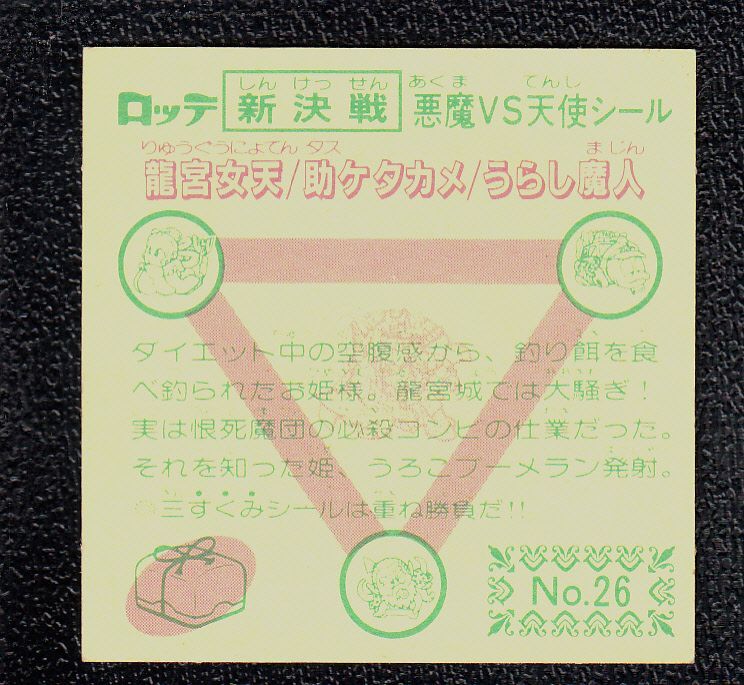 しん けっ せん あくま てんし
ロッテ 新決戦 悪魔VS天使シール
りゅうぐうにょてん タス まじん
龍宮女天/助ケタカメ/うらし魔人
ダイエット中の空腹感から、釣り餌を食
べ釣られたお姫様。龍宮城では大騒ぎ!
実は恨死魔団の必殺コンビの仕業だった。
それを知った姫、うろこブーメラン発射。
◎三すくみシールは重ね勝負だ!!
No.26